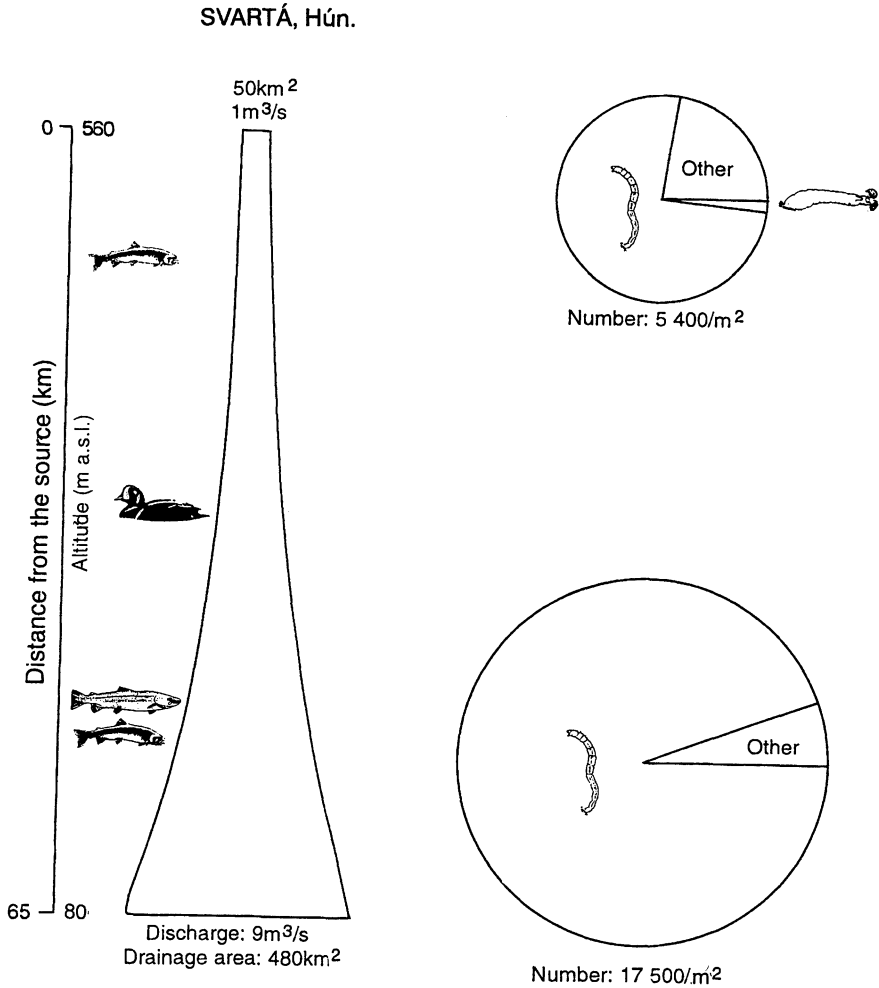 SVARTÁ, Hún.
50km²
1m³/s
0
560
Other
Number: 5 400/m²
Distance from the source (km)
Altitude (m a.s.l.)
Other
65
80
Discharge: 9m³/s
Drainage area: 480km²
Number: 17 500/m²